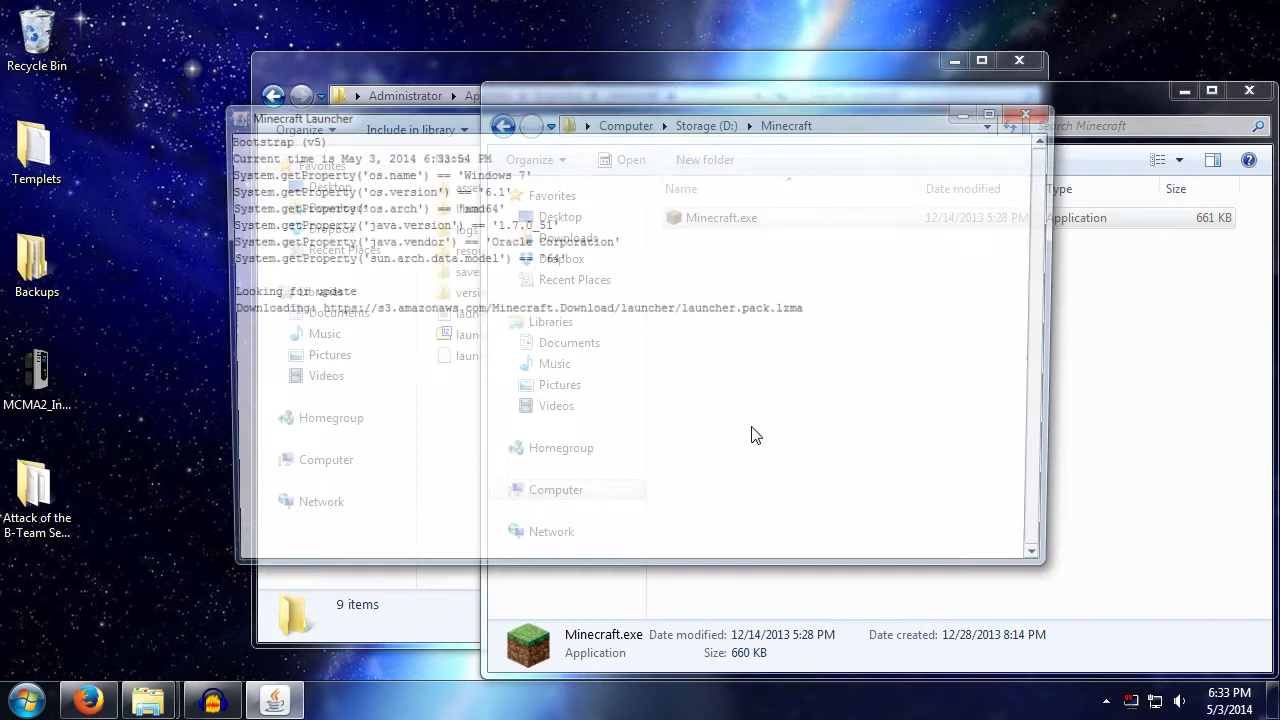 Recycle Bin
Templets
Backups
MCMA2_In...
Attack of the
B-Team Se...
Administrator
Organize
Include in library
Music
Pictures
Videos
Homegroup
Computer
Network
9 items
Minecraft Launcher
Bootstrap (v5)
Current time is May 3, 2014 6:33:54 PM
System.getProperty('os.name') == 'Windows 7'
System.getProperty('os.version') == '6.1'
System.getProperty('os.arch') == 'amd64'
System.getProperty('java.version') == '1.7.0_51'
System.getProperty('java.vendor') == 'Oracle Corporation'
System.getProperty('sun.arch.data.model') == '64'
Looking for update
Downloading: https://s3.amazonaws.com/Minecraft.Download/launcher/launcher.pack.lzma
Computer Storage (D:) Minecraft
Search Minecraft
Organize Open New folder
Name Date modified Type Size
Minecraft.exe 12/14/2013 5:28 PM Application 661 KB
Favorites
Desktop
Downloads
Dropbox
Recent Places
Libraries
Documents
Music
Pictures
Videos
Homegroup
Computer
Network
Minecraft.exe Date modified: 12/14/2013 5:28 PM Date created: 12/28/2013 8:14 PM
Application Size: 660 KB
6:33 PM
5/3/2014